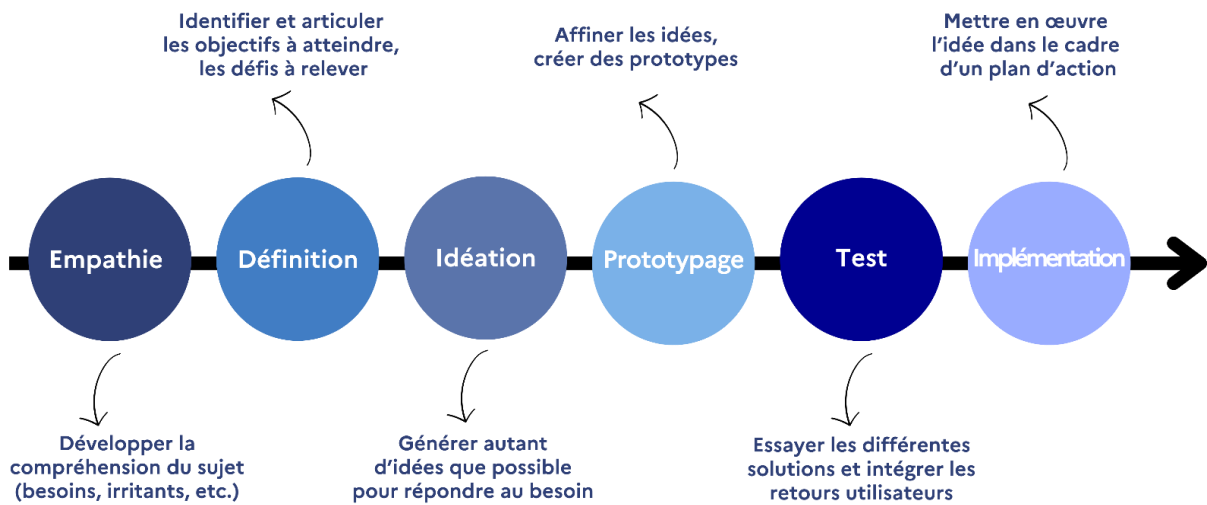 Identifier et articuler
les objectifs à atteindre,
les défis à relever
Affiner les idées,
créer des prototypes
Mettre en œuvre
l'idée dans le cadre
d'un plan d'action
Empathie
Définition
Idéation
Prototypage
Test
Implémentation
Développer la
compréhension du sujet
(besoins, irritants, etc.)
Générer autant
d'idées que possible
pour répondre au besoin
Essayer les différentes
solutions et intégrer les
retours utilisateurs